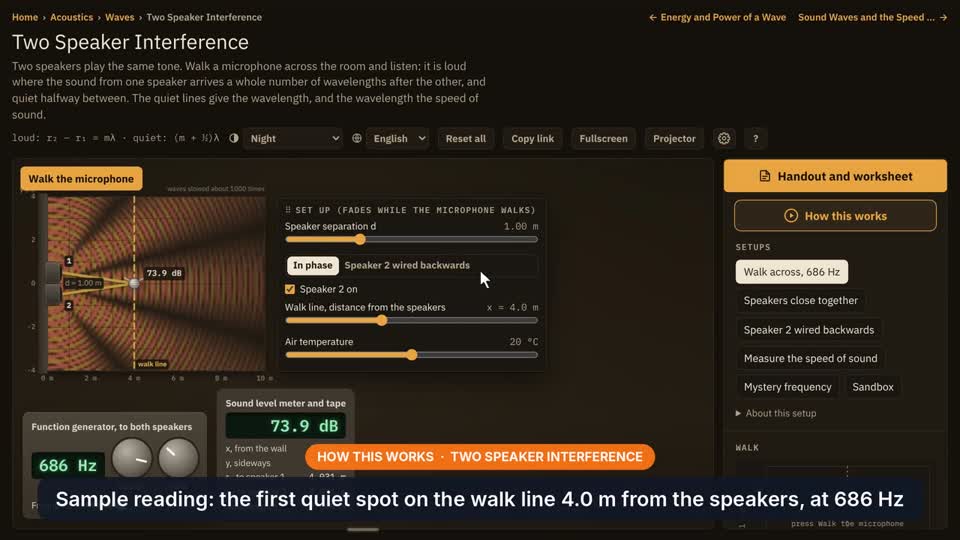 Home › Acoustics › Waves › Two Speaker Interference
← Energy and Power of a Wave Sound Waves and the Speed ... →
Two Speaker Interference
Two speakers play the same tone. Walk a microphone across the room and listen: it is loud
where the sound from one speaker arrives a whole number of wavelengths after the other, and
quiet halfway between. The quiet lines give the wavelength, and the wavelength the speed of
sound.
loud: r₂ − r₁ = mλ · quiet: (m + ½)λ
Night
English
Reset all
Copy link
Fullscreen
Projector
?
Walk the microphone
waves slowed about 1000 times
4
2
0
-2
-4
1
2
d = 1.00 m
73.9 dB
walk line
0 m 2 m 4 m 6 m 8 m 10 m
SET UP (FADES WHILE THE MICROPHONE WALKS)
Speaker separation d 1.00 m
In phase Speaker 2 wired backwards
Speaker 2 on
Walk line, distance from the speakers x = 4.0 m
Air temperature 20 °C
Function generator, to both speakers
686 Hz
Sound level meter and tape
73.9 dB
x, from the wall
y, sideways
HOW THIS WORKS · TWO SPEAKER INTERFERENCE
Sample reading: the first quiet spot on the walk line 4.0 m from the speakers, at 686 Hz
Handout and worksheet
How this works
SETUPS
Walk across, 686 Hz
Speakers close together
Speaker 2 wired backwards
Measure the speed of sound
Mystery frequency Sandbox
About this setup
WALK
press Walk the microphone